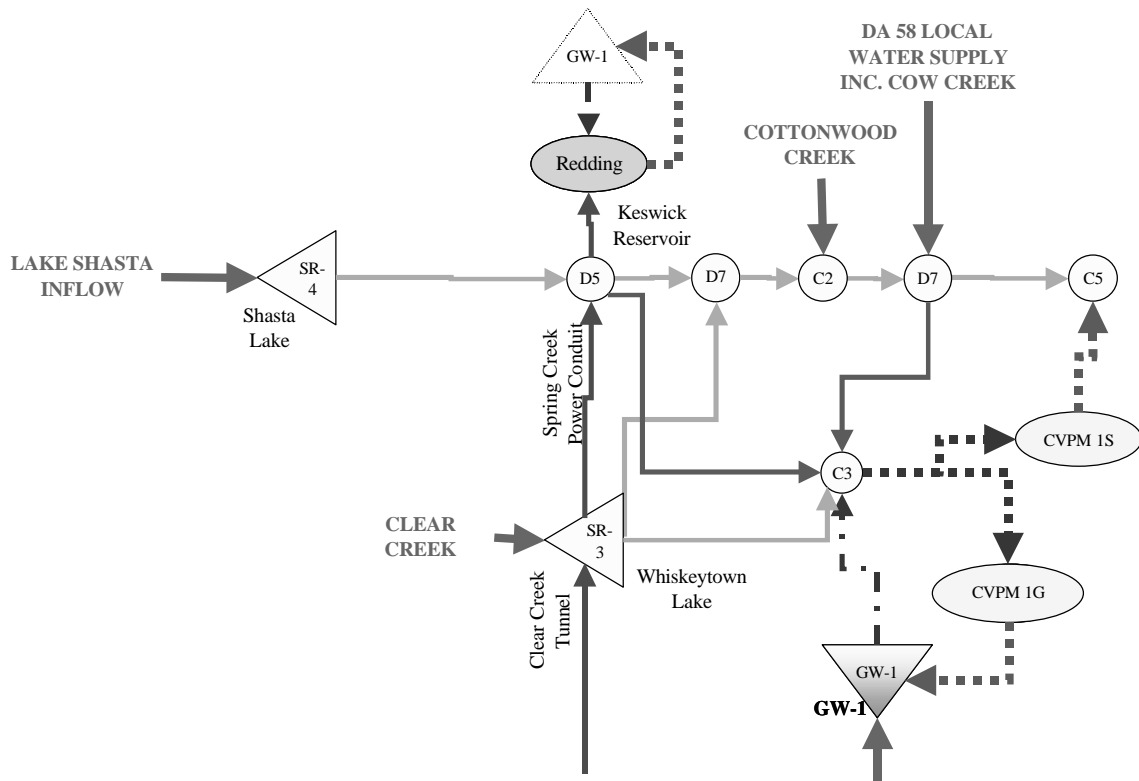 DA 58 LOCAL
WATER SUPPLY
INC. COW CREEK
GW-1
COTTONWOOD
CREEK
Redding
Keswick
Reservoir
LAKE SHASTA
INFLOW
SR-
4
D5
D7
C2
D7
C5
Shasta
Lake
Spring Creek
Power Conduit
CVPM 1S
C3
CLEAR
CREEK
SR-
3
Whiskeytown
Lake
CVPM 1G
Clear Creek
Tunnel
GW-1
GW-1